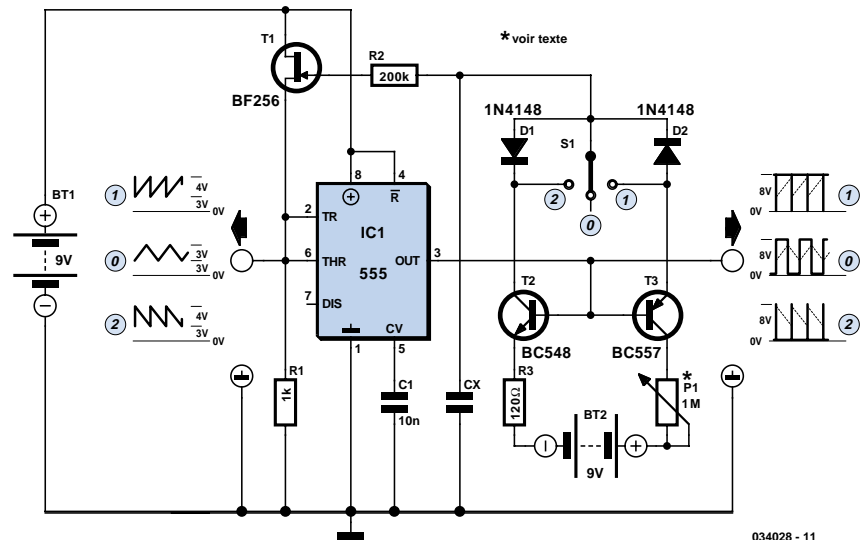 *voir texte
T1
BF256
R2
200k
1N4148
D1
S1
1N4148
D2
2
0
1
BT1
9V
1
4V
3V
0V
0
3V
3V
0V
2
4V
3V
0V
8
4
R
2
TR
6
THR
7
DIS
IC1
555
OUT
3
CV
1
5
R1
1k
C1
10n
CX
T2
BC548
T3
BC557
R3
120Ω
BT2
9V
*
P1
1M
8V
0V
1
8V
0V
0
8V
0V
2
034028 - 11